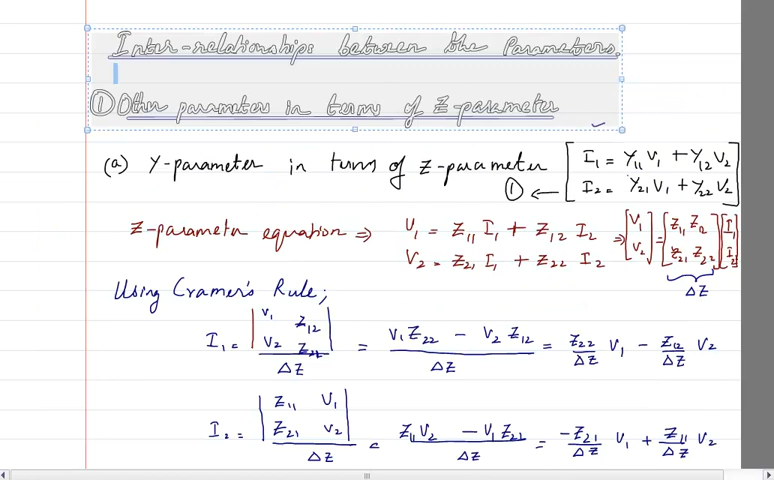 Inter-relationships between the Parameters.
① Other parameters in terms of Z-parameter
(a) Y-parameter in terms of Z-parameter [ I₁ = Y₁₁ V₁ + Y₁₂ V₂
① ← I₂ = Y₂₁ V₁ + Y₂₂ V₂ ]
Z-parameter equation ⇒ V₁ = Z₁₁ I₁ + Z₁₂ I₂ ⇒ [V₁ V₂] = [Z₁₁ Z₁₂ Z₂₁ Z₂₂] [I₁ I₂]
V₂ = Z₂₁ I₁ + Z₂₂ I₂
ΔZ
Using Cramer's Rule;
I₁ = |V₁ Z₁₂ V₂ Z₂₂| / ΔZ = (V₁ Z₂₂ − V₂ Z₁₂) / ΔZ = Z₂₂/ΔZ V₁ − Z₁₂/ΔZ V₂
I₂ = |Z₁₁ V₁ Z₂₁ V₂| / ΔZ = (Z₁₁ V₂ − V₁ Z₂₁) / ΔZ = −Z₂₁/ΔZ V₁ + Z₁₁/ΔZ V₂